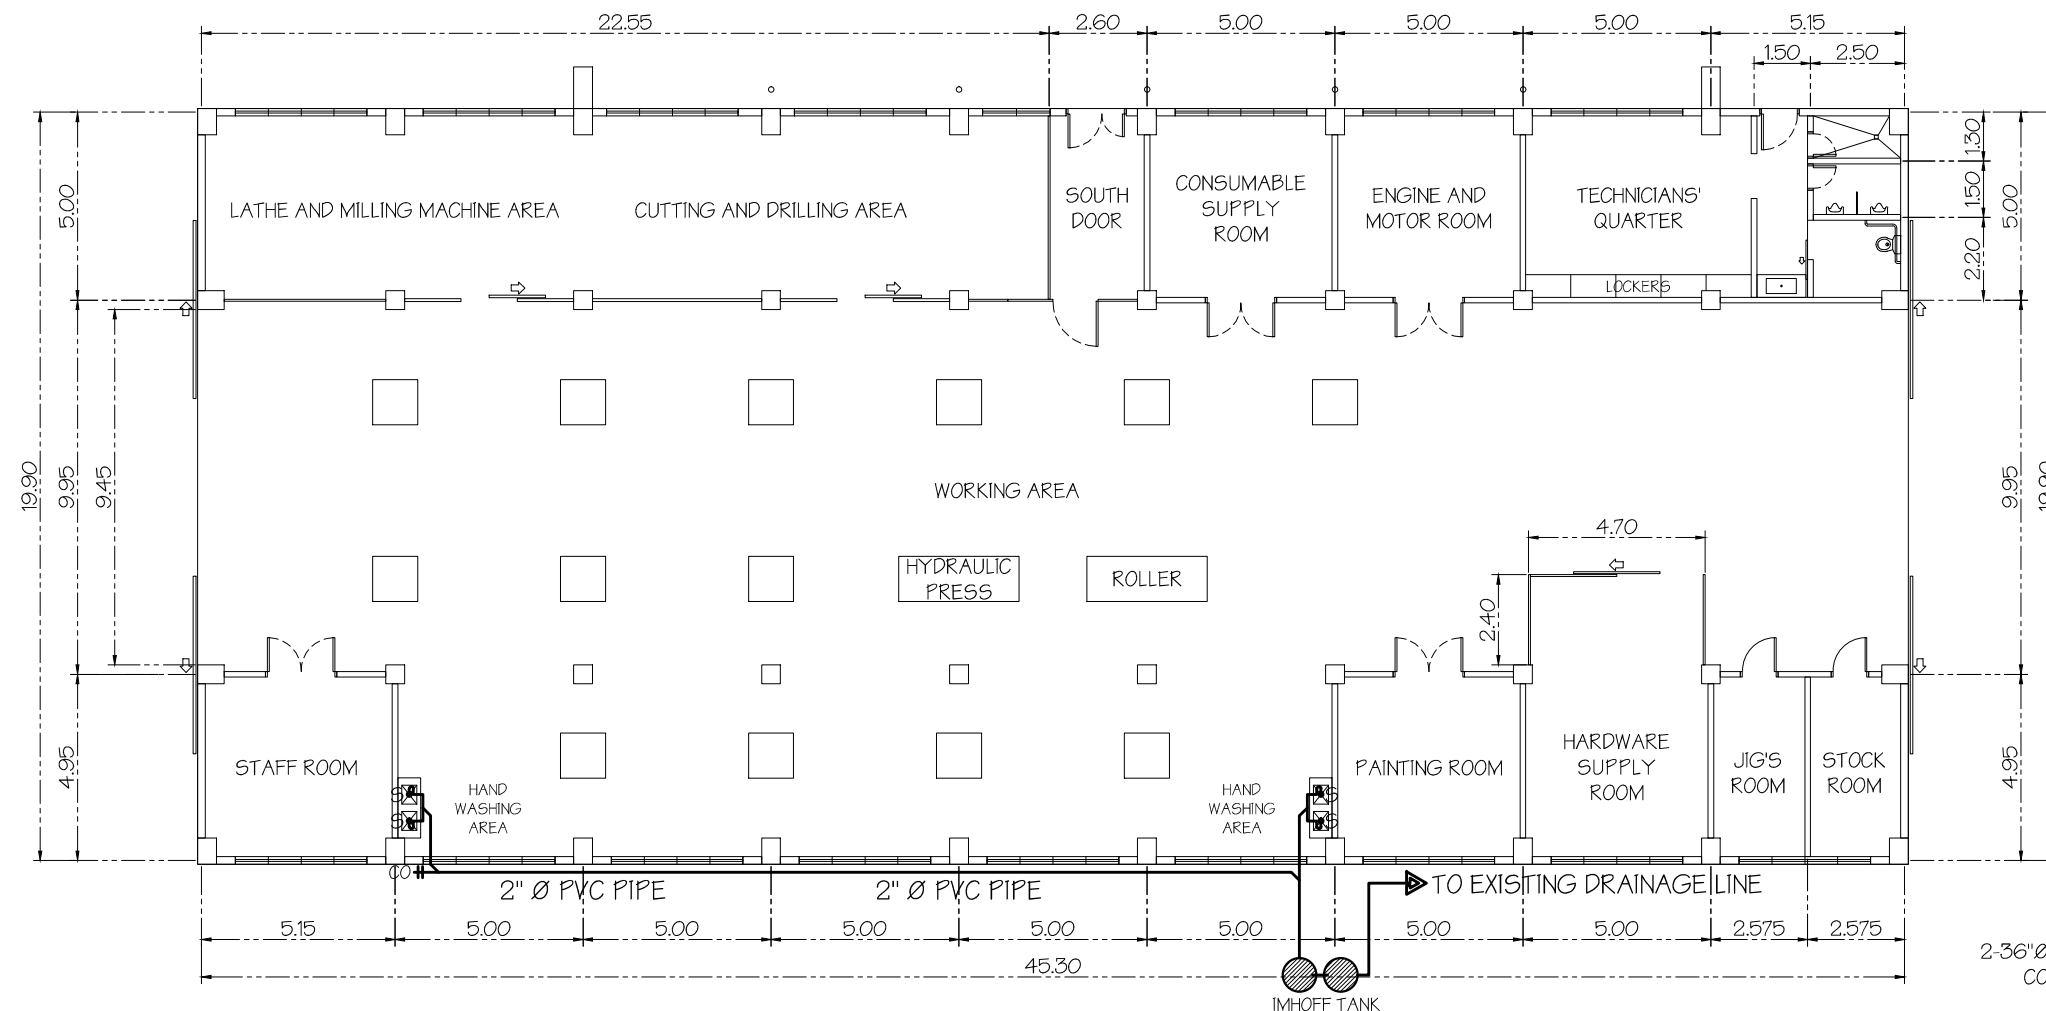 22.55
2.60
5.00
5.00
5.00
5.15
1.50
2.50
19.90
5.00
9.95
9.45
4.95
LATHE AND MILLING MACHINE AREA
CUTTING AND DRILLING AREA
SOUTH
DOOR
CONSUMABLE
SUPPLY
ROOM
ENGINE AND
MOTOR ROOM
TECHNICIANS'
QUARTER
LOCKERS
1.30
1.50
2.20
5.00
9.95
19.90
4.95
WORKING AREA
4.70
2.40
HYDRAULIC
PRESS
ROLLER
STAFF ROOM
S
S
HAND
WASHING
AREA
HAND
WASHING
AREA
S
S
PAINTING ROOM
HARDWARE
SUPPLY
ROOM
JIG'S
ROOM
STOCK
ROOM
CO
2" Ø PVC PIPE
2" Ø PVC PIPE
TO EXISTING DRAINAGE LINE
5.15
5.00
5.00
5.00
5.00
5.00
5.00
5.00
2.575
2.575
45.30
IMHOFF TANK
2-36"Ø
CO